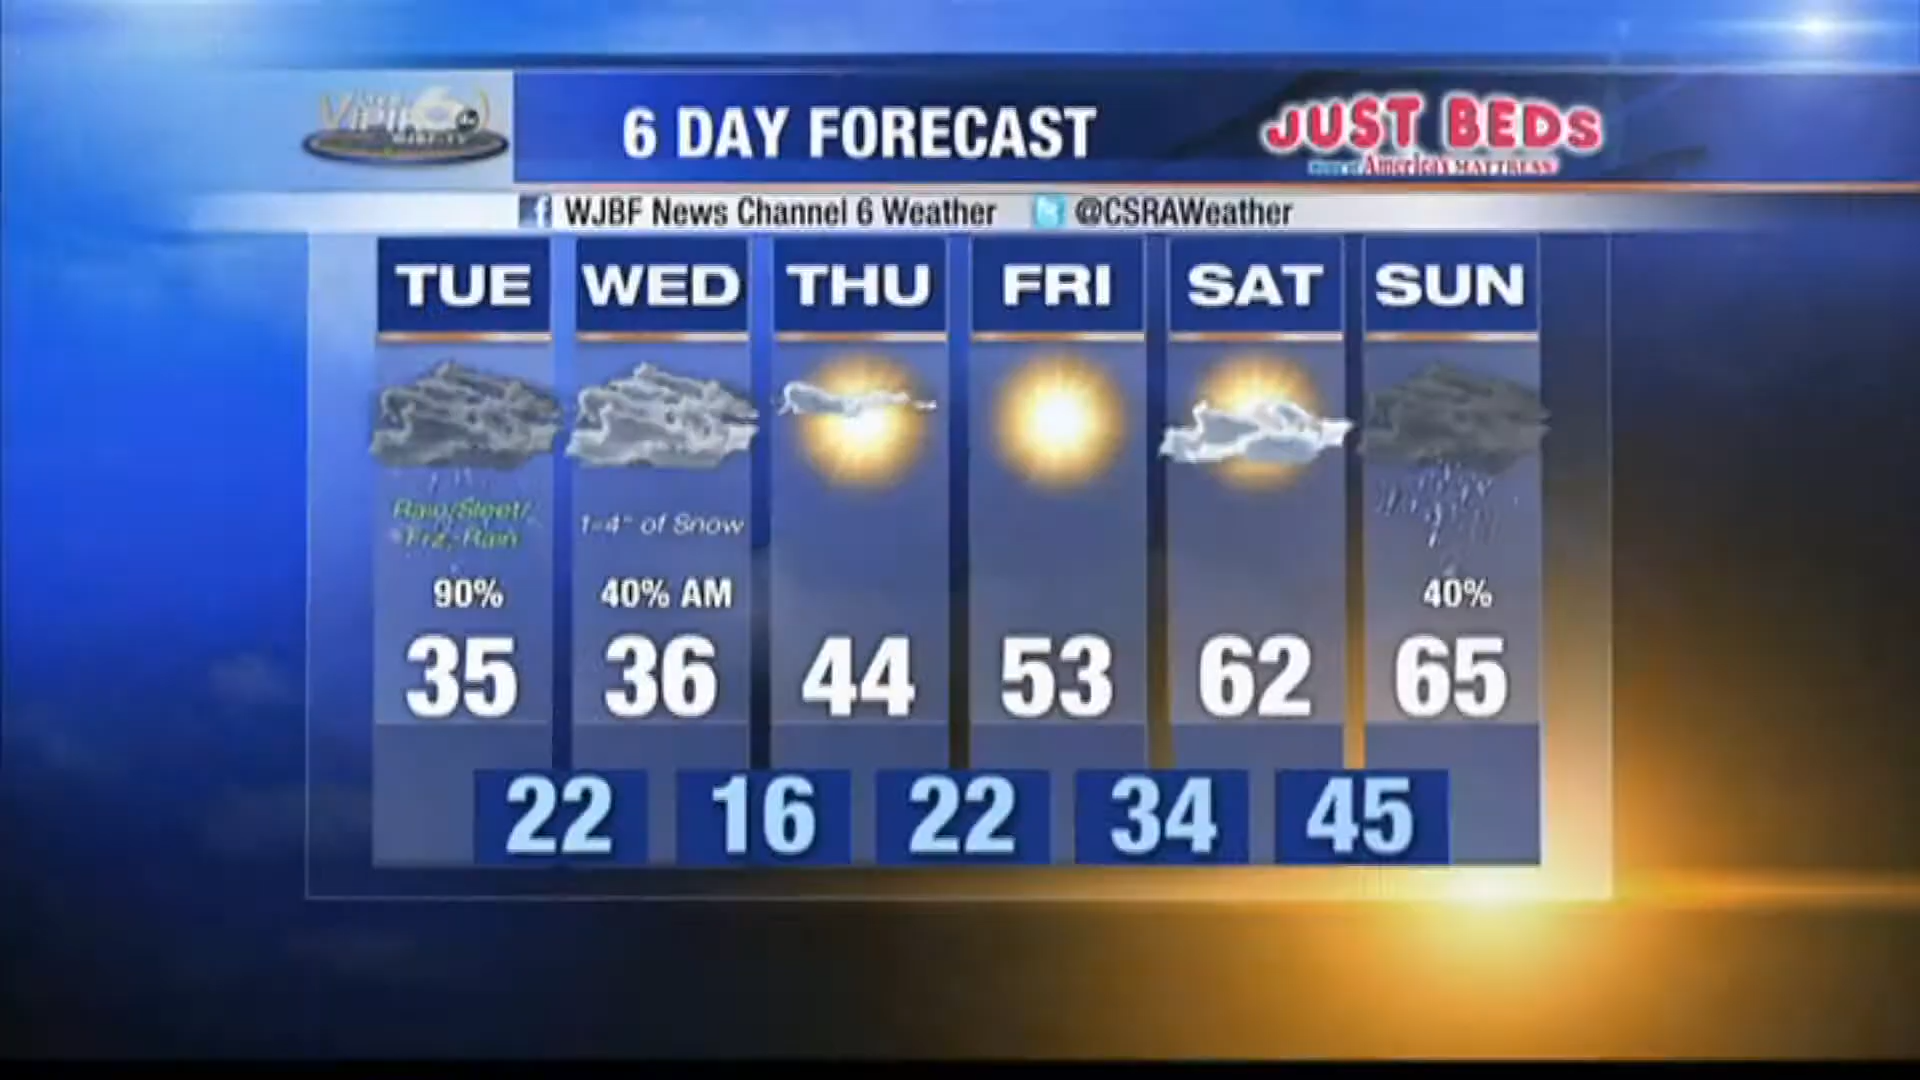 6 DAY FORECAST
JUST BEDS
American MATTRESS
WJBF News Channel 6 Weather @CSRAWeather
TUE WED THU FRI SAT SUN
Rain/Sleet/
Frz. Rain
1-4" of Snow
90% 40% AM 40%
35 36 44 53 62 65
22 16 22 34 45